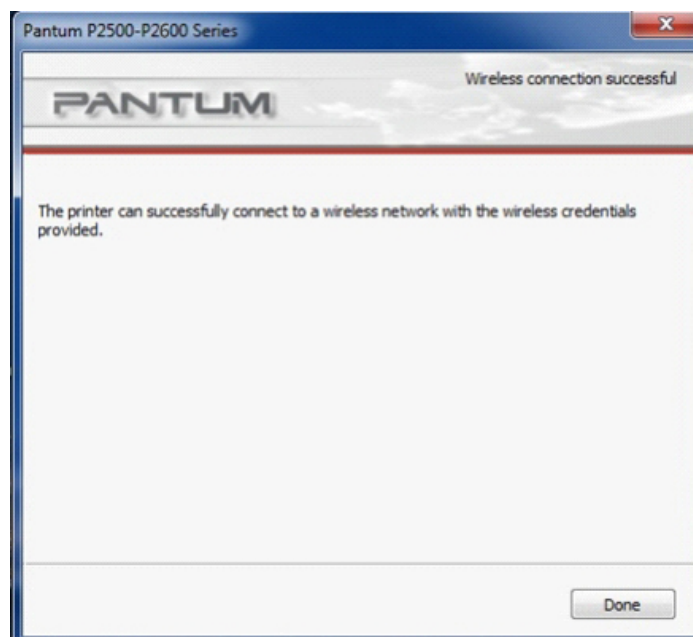 Pantum P2500-P2600 Series
Wireless connection successful
PANTUM
The printer can successfully connect to a wireless network with the wireless credentials
provided.
Done